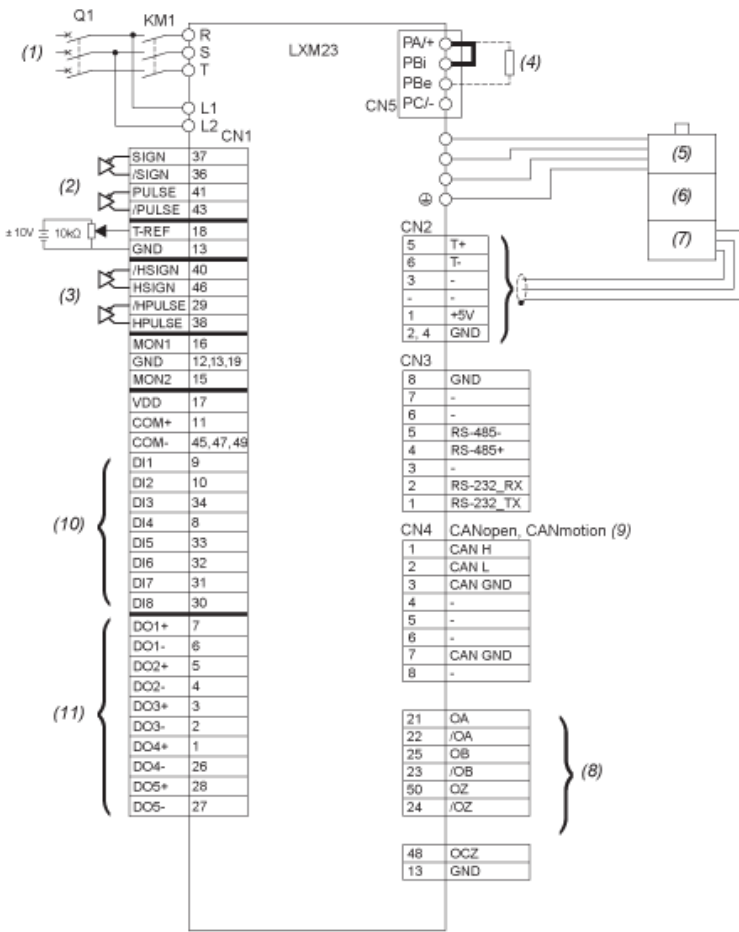 Q1
KM1
(1)
R
S
T
L1
L2
LXM23
PA/+
PBi
PBe
CN5 PC/-
(4)
(5)
(6)
(7)
CN1
SIGN 37
/SIGN 36
PULSE 41
/PULSE 43
(2)
± 10V 10kΩ
T-REF 18
GND 13
/HSIGN 40
HSIGN 46
/HPULSE 29
HPULSE 38
(3)
MON1 16
GND 12,13,19
MON2 15
VDD 17
COM+ 11
COM- 45, 47, 49
DI1 9
DI2 10
DI3 34
DI4 8
DI5 33
DI6 32
DI7 31
DI8 30
(10)
DO1+ 7
DO1- 6
DO2+ 5
DO2- 4
DO3+ 3
DO3- 2
DO4+ 1
DO4- 26
DO5+ 28
DO5- 27
(11)
CN2
5 T+
6 T-
3 -
- -
1 +5V
2, 4 GND
CN3
8 GND
7 -
6 -
5 RS-485-
4 RS-485+
3 -
2 RS-232_RX
1 RS-232_TX
CN4 CANopen, CANmotion (9)
1 CAN H
2 CAN L
3 CAN GND
4 -
5 -
6 -
7 CAN GND
8 -
21 OA
22 /OA
25 OB
23 /OB
50 OZ
24 /OZ
(8)
48 OCZ
13 GND